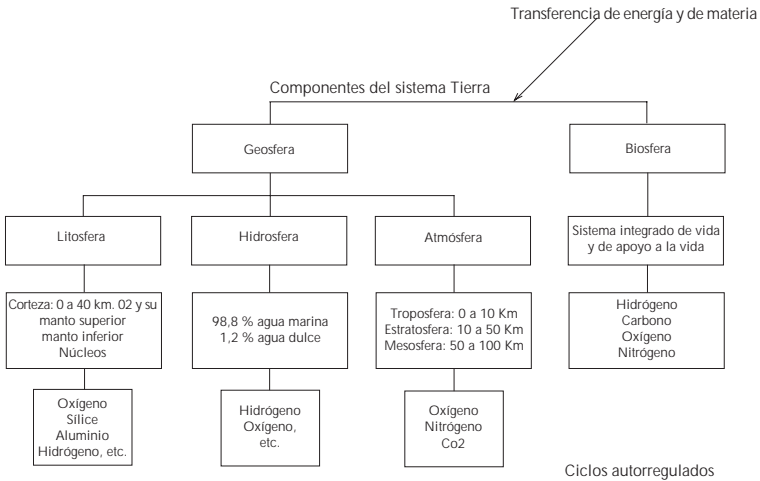 Transferencia de energía y de materia
Componentes del sistema Tierra
Geosfera
Biosfera
Litosfera
Hidrosfera
Atmósfera
Sistema integrado de vida
y de apoyo a la vida
Corteza: 0 a 40 km. 02 y su
manto superior
manto inferior
Núcleos
98,8 % agua marina
1,2 % agua dulce
Troposfera: 0 a 10 Km
Estratosfera: 10 a 50 Km
Mesosfera: 50 a 100 Km
Hidrógeno
Carbono
Oxígeno
Nitrógeno
Oxígeno
Sílice
Aluminio
Hidrógeno, etc.
Hidrógeno
Oxígeno,
etc.
Oxígeno
Nitrógeno
Co2
Ciclos autorregulados